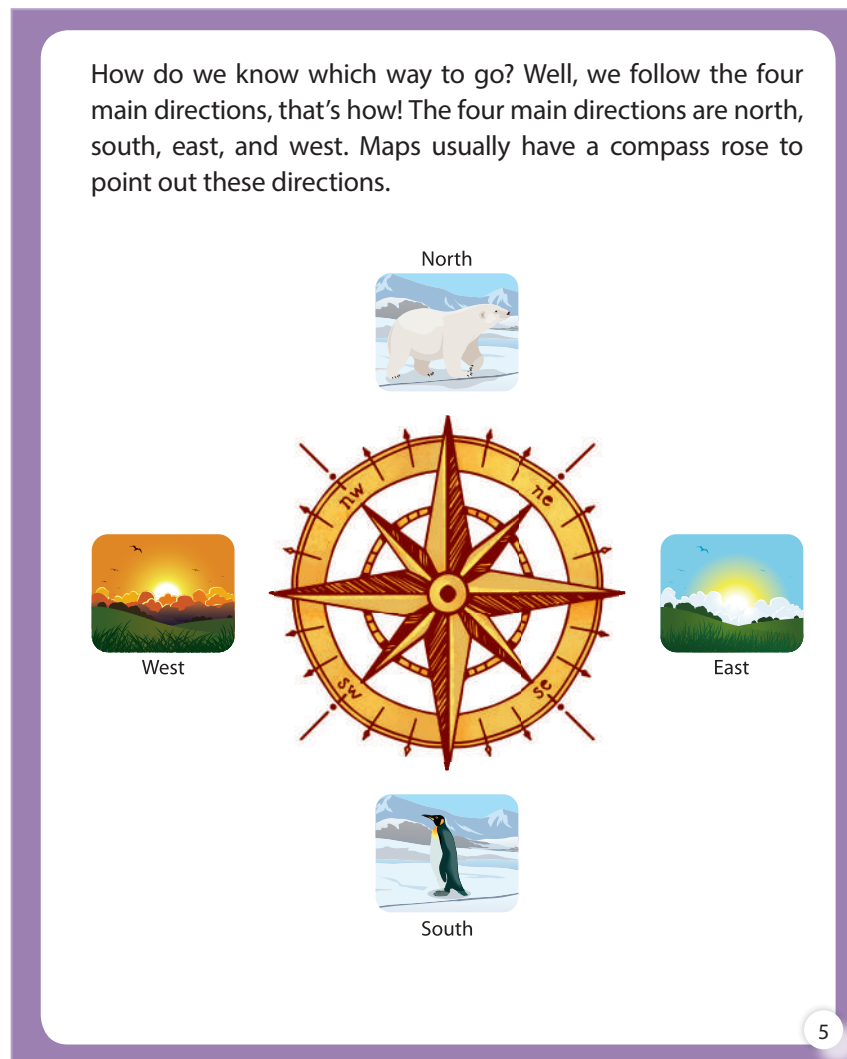 How do we know which way to go? Well, we follow the four
main directions, that’s how! The four main directions are north,
south, east, and west. Maps usually have a compass rose to
point out these directions.
North
nw
ne
West
East
sw
se
South
5